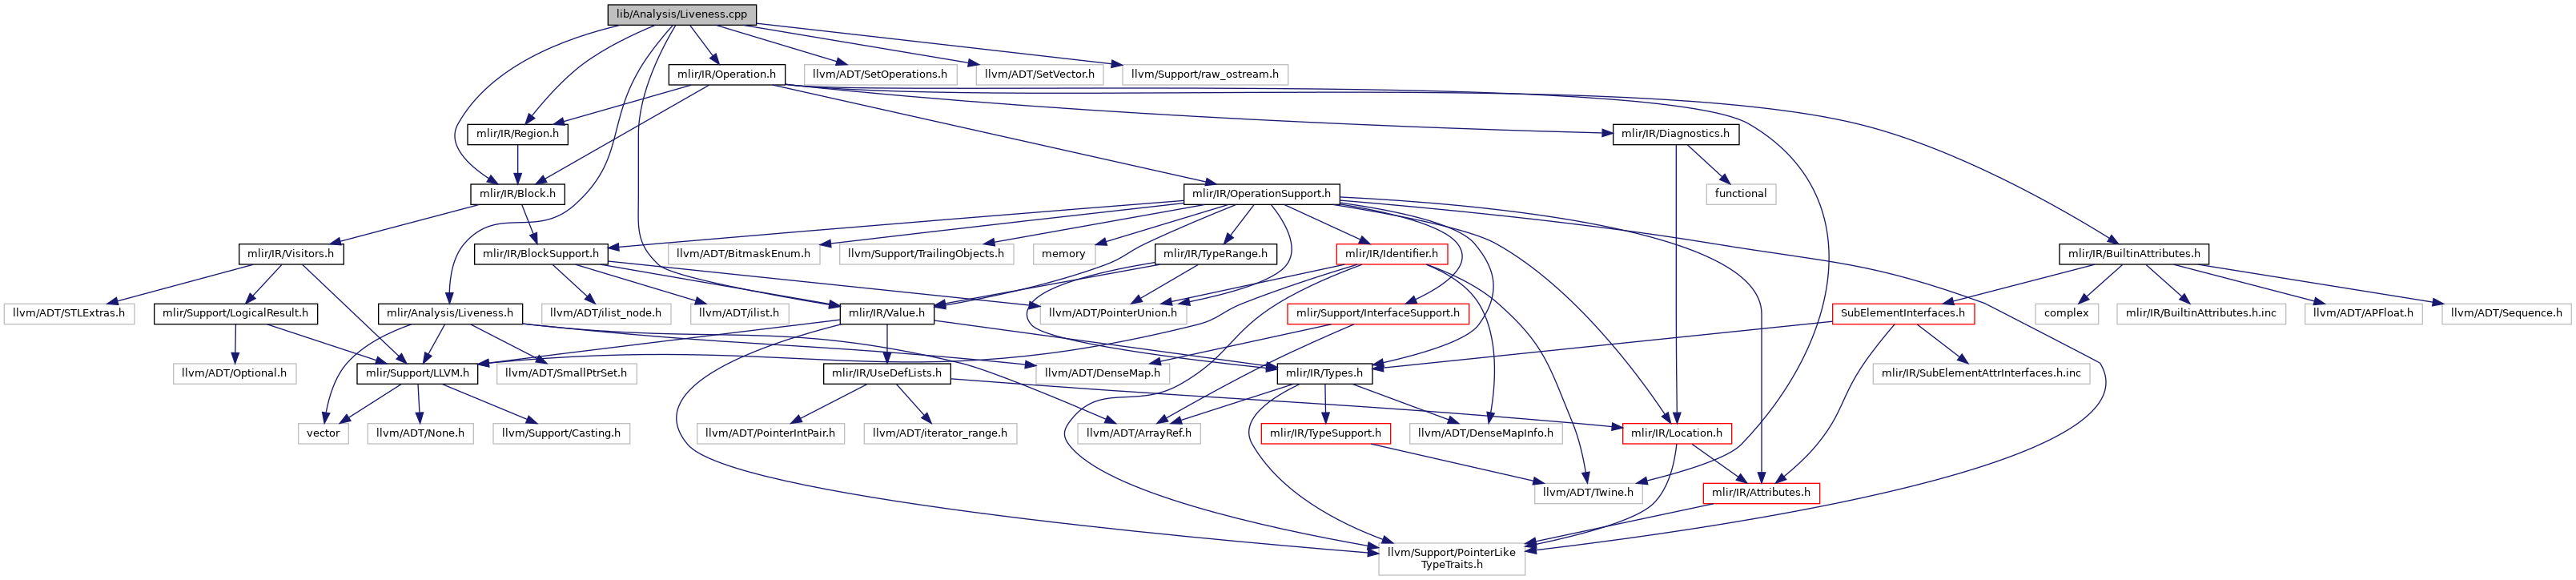 lib/Analysis/Liveness.cpp
mlir/IR/Operation.h
llvm/ADT/SetOperations.h
llvm/ADT/SetVector.h
llvm/Support/raw_ostream.h
mlir/IR/Region.h
mlir/IR/Diagnostics.h
mlir/IR/Block.h
mlir/IR/OperationSupport.h
functional
mlir/IR/Visitors.h
mlir/IR/BlockSupport.h
llvm/ADT/BitmaskEnum.h
llvm/Support/TrailingObjects.h
memory
mlir/IR/TypeRange.h
mlir/IR/Identifier.h
mlir/IR/BuiltinAttributes.h
llvm/ADT/STLExtras.h
mlir/Support/LogicalResult.h
mlir/Analysis/Liveness.h
llvm/ADT/ilist_node.h
llvm/ADT/ilist.h
mlir/IR/Value.h
llvm/ADT/PointerUnion.h
mlir/Support/InterfaceSupport.h
SubElementInterfaces.h
complex
mlir/IR/BuiltinAttributes.h.inc
llvm/ADT/APFloat.h
llvm/ADT/Sequence.h
llvm/ADT/Optional.h
mlir/Support/LLVM.h
llvm/ADT/SmallPtrSet.h
mlir/IR/UseDefLists.h
llvm/ADT/DenseMap.h
mlir/IR/Types.h
mlir/IR/SubElementAttrInterfaces.h.inc
vector
llvm/ADT/None.h
llvm/Support/Casting.h
llvm/ADT/PointerIntPair.h
llvm/ADT/iterator_range.h
llvm/ADT/ArrayRef.h
mlir/IR/TypeSupport.h
llvm/ADT/DenseMapInfo.h
mlir/IR/Location.h
llvm/ADT/Twine.h
mlir/IR/Attributes.h
llvm/Support/PointerLike
TypeTraits.h